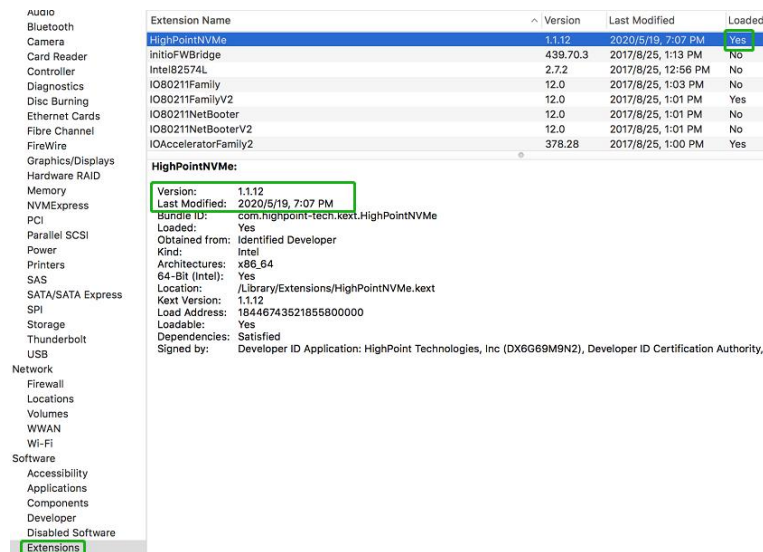 Audio
Bluetooth
Camera
Card Reader
Controller
Diagnostics
Disc Burning
Ethernet Cards
Fibre Channel
FireWire
Graphics/Displays
Hardware RAID
Memory
NVMExpress
PCI
Parallel SCSI
Power
Printers
SAS
SATA/SATA Express
SPI
Storage
Thunderbolt
USB
Network
Firewall
Locations
Volumes
WWAN
Wi-Fi
Software
Accessibility
Applications
Components
Developer
Disabled Software
Extensions
Extension Name Version Last Modified Loaded
HighPointNVMe 1.1.12 2020/5/19, 7:07 PM Yes
initioFWBridge 439.70.3 2017/8/25, 1:13 PM No
Intel82574L 2.7.2 2017/8/25, 12:56 PM No
IO80211Family 12.0 2017/8/25, 1:03 PM No
IO80211FamilyV2 12.0 2017/8/25, 1:01 PM Yes
IO80211NetBooter 12.0 2017/8/25, 1:01 PM No
IO80211NetBooterV2 12.0 2017/8/25, 1:01 PM No
IOAcceleratorFamily2 378.28 2017/8/25, 1:00 PM Yes
HighPointNVMe:
Version: 1.1.12
Last Modified: 2020/5/19, 7:07 PM
Bundle ID: com.highpoint-tech.kext.HighPointNVMe
Loaded: Yes
Obtained from: Identified Developer
Kind: Intel
Architectures: x86_64
64-Bit (Intel): Yes
Location: /Library/Extensions/HighPointNVMe.kext
Kext Version: 1.1.12
Load Address: 18446743521855800000
Loadable: Yes
Dependencies: Satisfied
Signed by: Developer ID Application: HighPoint Technologies, Inc (DX6G69M9N2), Developer ID Certification Authority,